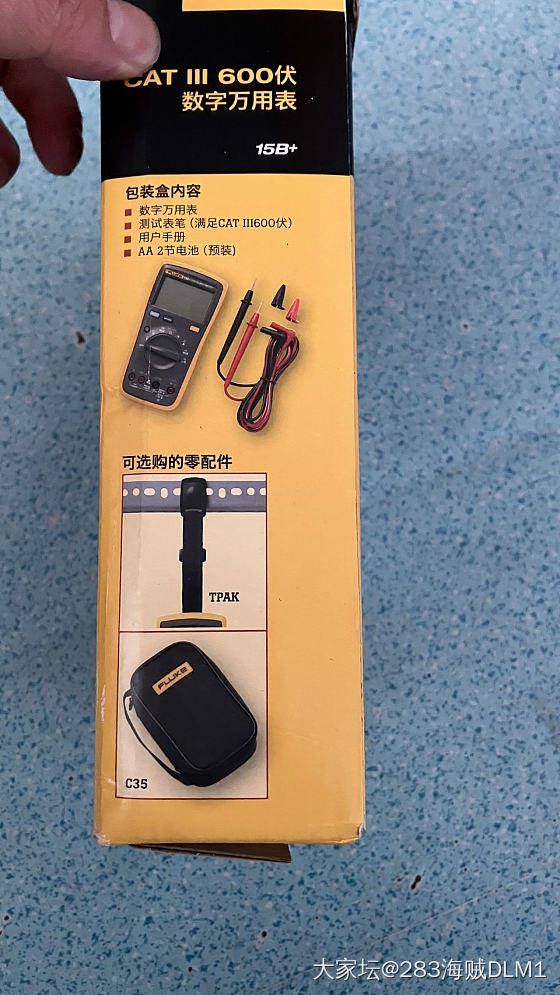 CAT III 600伏
数字万用表
15B+
包装盒内容
数字万用表
测试表笔 (满足CAT III600伏)
用户手册
AA 2节电池 (预装)
可选购的零配件
TPAK
FLUKE
C35
大家坛@283海贼DLM1